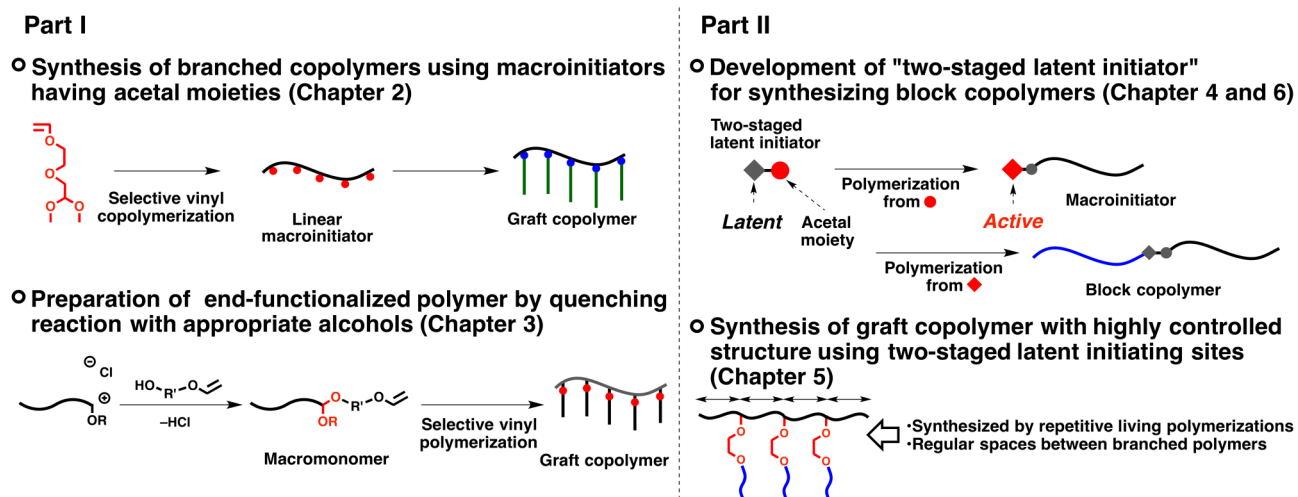 Part I
Synthesis of branched copolymers using macroinitiators
having acetal moieties (Chapter 2)
O
O
O O
Selective vinyl
copolymerization
Linear
macroinitiator
Graft copolymer
Preparation of end-functionalized polymer by quenching
reaction with appropriate alcohols (Chapter 3)
⊖
Cl
⊕
OR
HO R' O
–HCl
O R' O
OR
Macromonomer
Selective vinyl
polymerization
Graft copolymer
Part II
Development of "two-staged latent initiator"
for synthesizing block copolymers (Chapter 4 and 6)
Two-staged
latent initiator
Latent
Acetal
moiety
Polymerization
from
Active
Macroinitiator
Polymerization
from
Block copolymer
Synthesis of graft copolymer with highly controlled
structure using two-staged latent initiating sites
(Chapter 5)
O O O
O O O
•Synthesized by repetitive living polymerizations
•Regular spaces between branched polymers